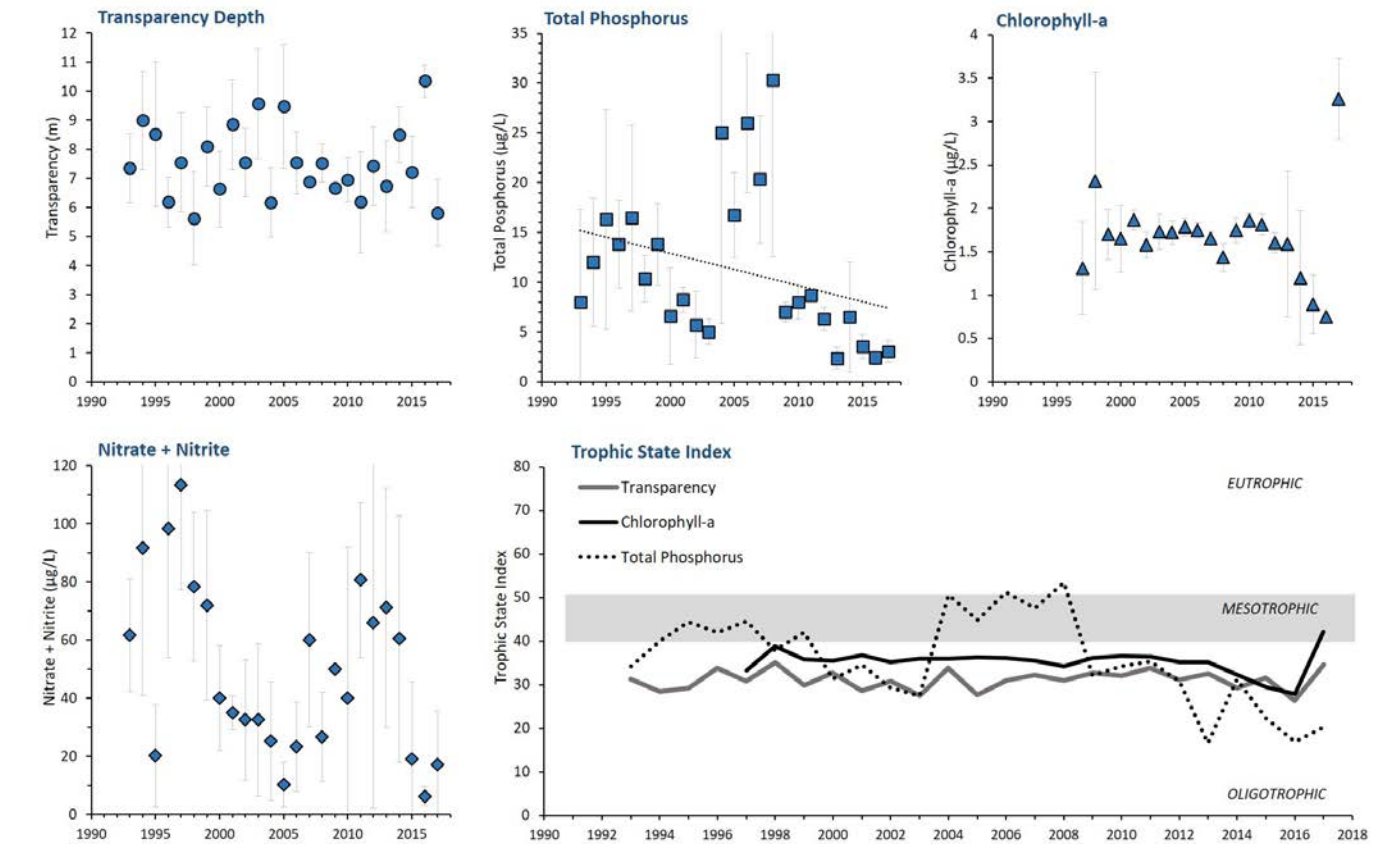 Transparency Depth
Transparency (m)
12
11
10
9
8
7
6
5
4
3
2
1
0
1990 1995 2000 2005 2010 2015
Total Phosphorus
Total Posphorus (µg/L)
35
30
25
20
15
10
5
0
1990 1995 2000 2005 2010 2015
Chlorophyll-a
Chlorophyll-a (µg/L)
4
3.5
3
2.5
2
1.5
1
0.5
0
1990 1995 2000 2005 2010 2015
Nitrate + Nitrite
Nitrate + Nitrite (µg/L)
120
100
80
60
40
20
0
1990 1995 2000 2005 2010 2015
Trophic State Index
Trophic State Index
80
70
60
50
40
30
20
10
0
Transparency
Chlorophyll-a
Total Phosphorus
EUTROPHIC
MESOTROPHIC
OLIGOTROPHIC
1990 1992 1994 1996 1998 2000 2002 2004 2006 2008 2010 2012 2014 2016 2018